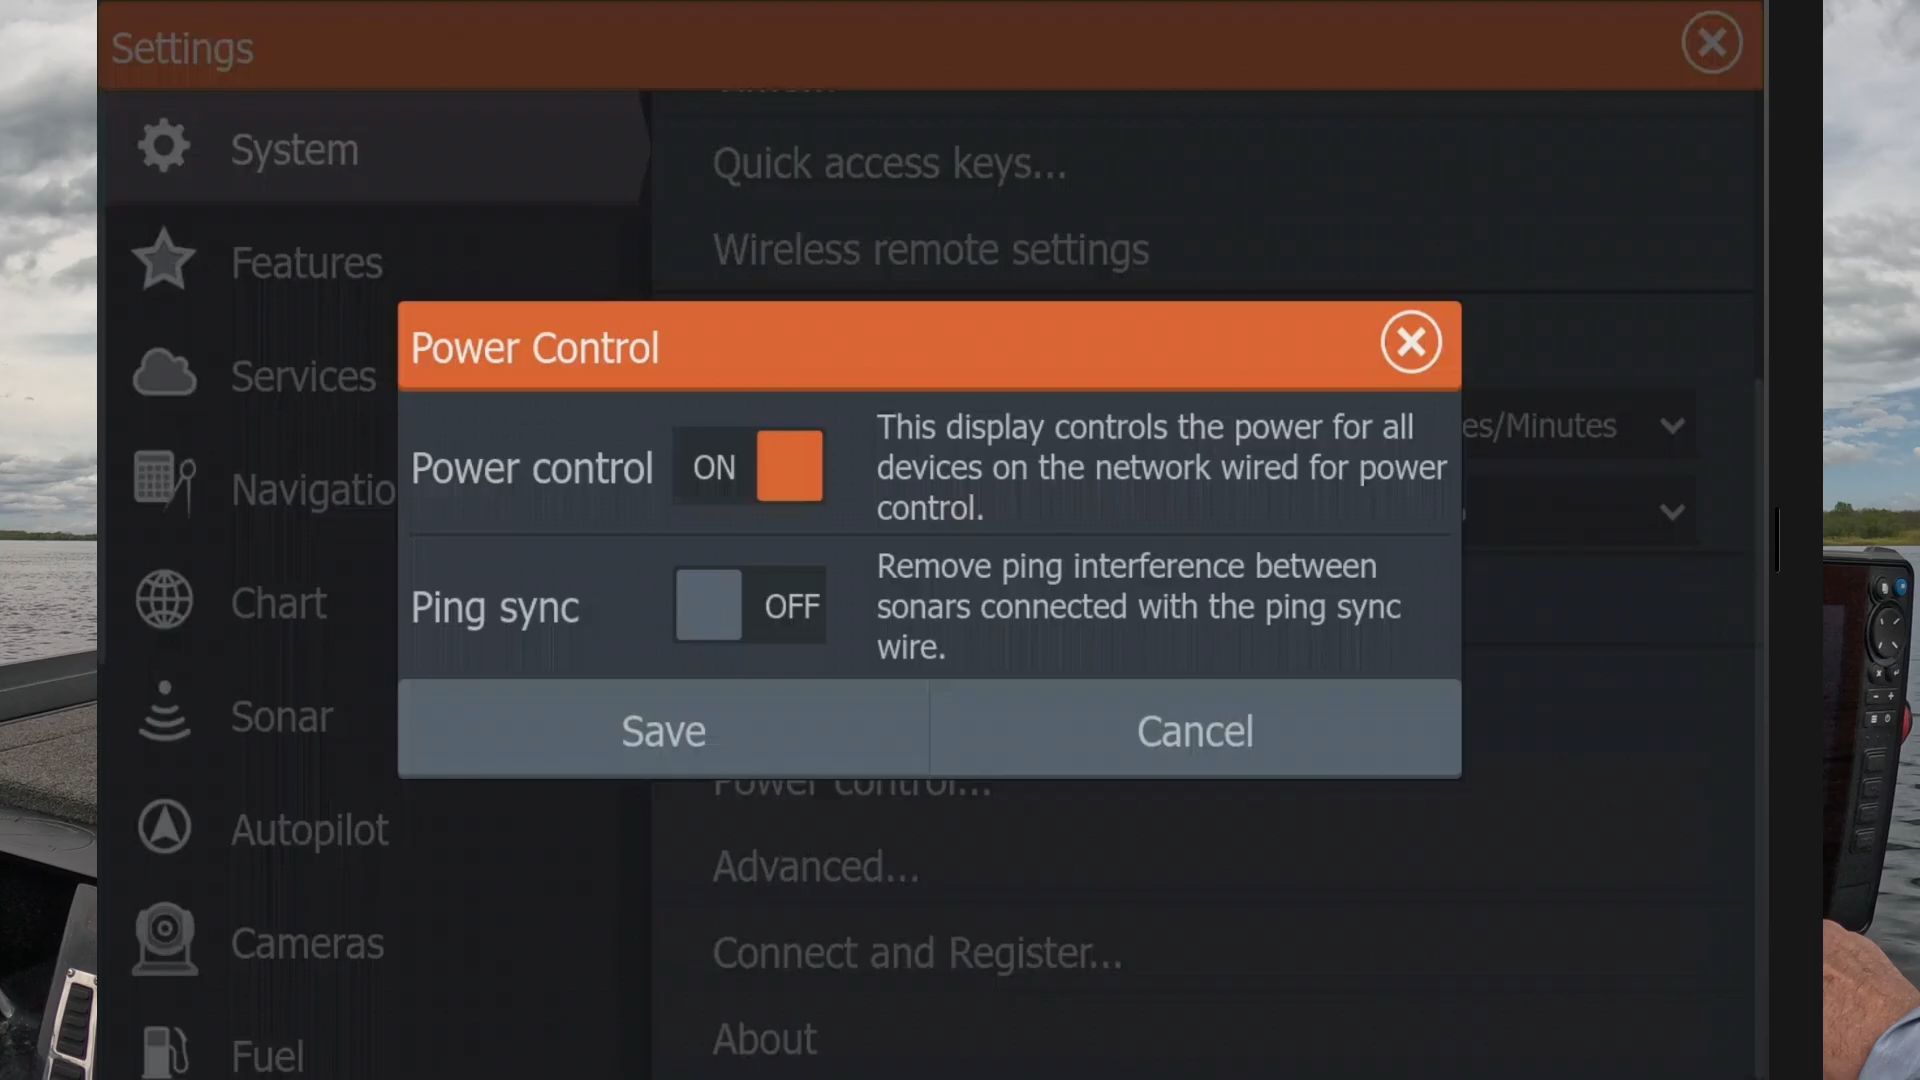 Settings
System
Quick access keys...
Wireless remote settings
Features
Power Control
Services
es/Minutes
Power control
ON
This display controls the power for all
devices on the network wired for power
control.
Navigatio
Ping sync
OFF
Remove ping interference between
sonars connected with the ping sync
wire.
Chart
Save
Cancel
Sonar
Power control...
Autopilot
Advanced...
Cameras
Connect and Register...
About
Fuel